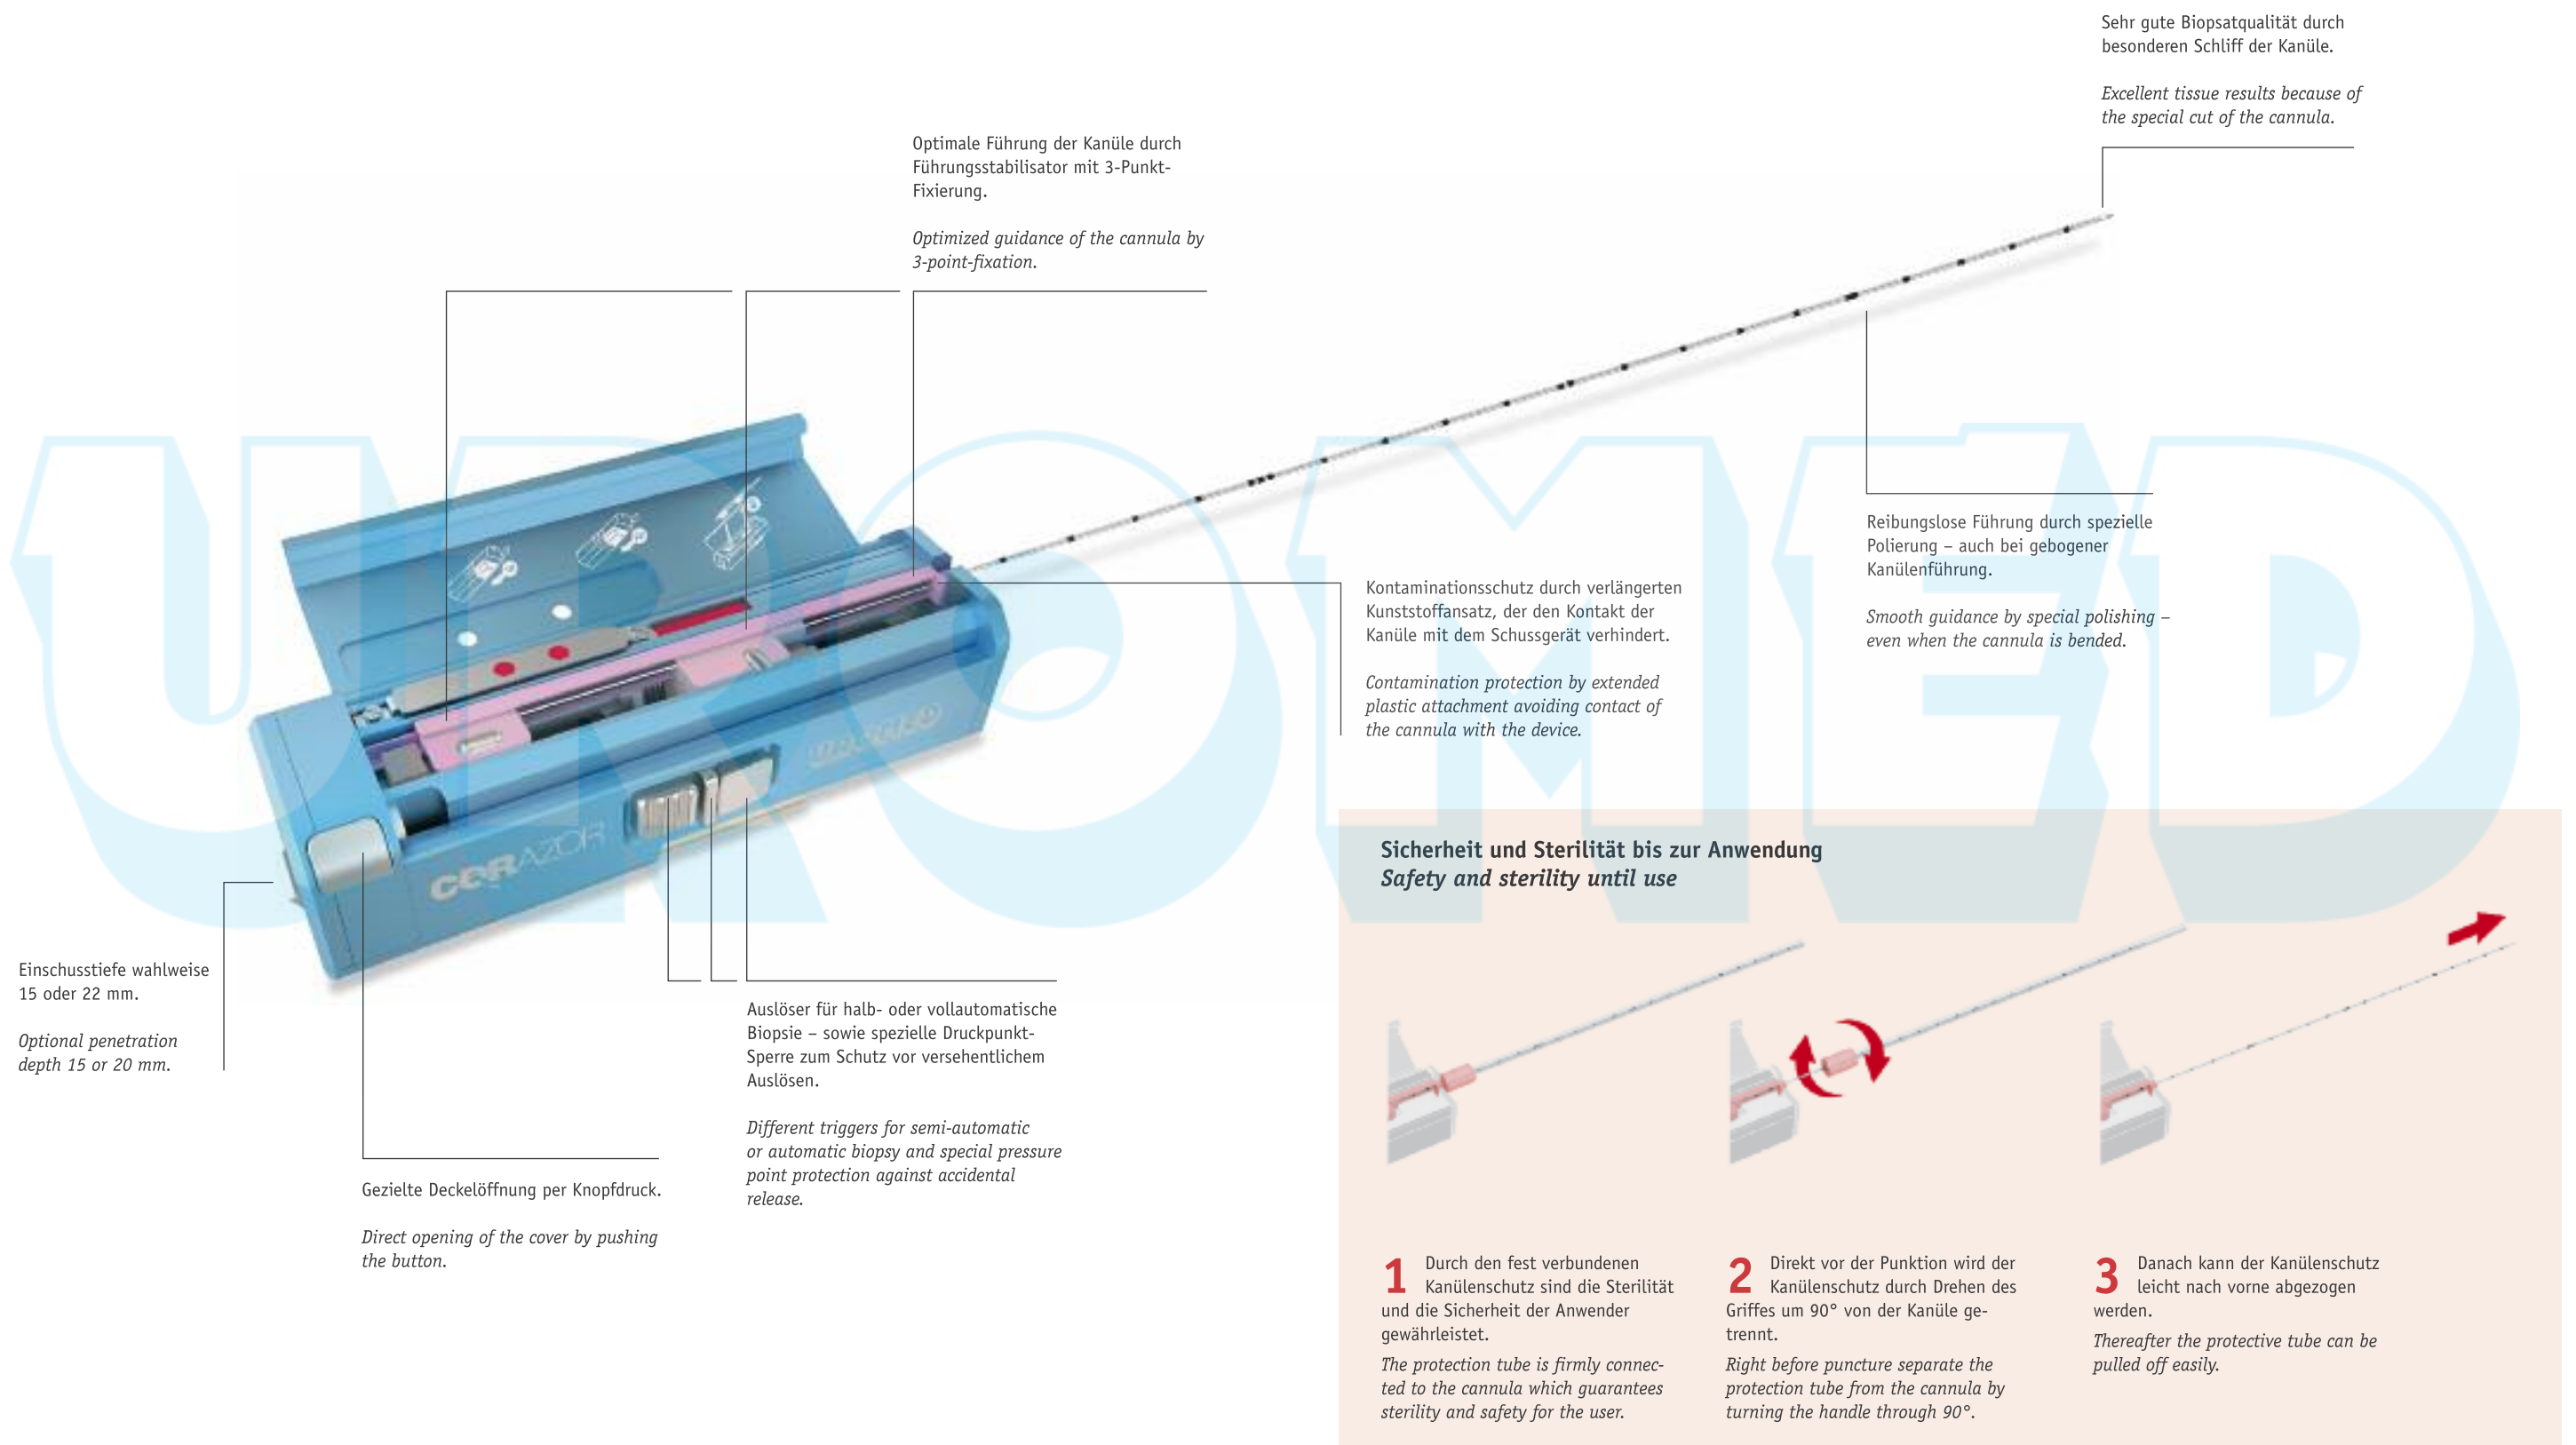 Sehr gute Biopsatqualität durch
besonderen Schliff der Kanüle.
Excellent tissue results because of
the special cut of the cannula.
Optimale Führung der Kanüle durch
Führungsstabilisator mit 3-Punkt-
Fixierung.
Optimized guidance of the cannula by
3-point-fixation.
UROMED
Reibungslose Führung durch spezielle
Polierung – auch bei gebogener
Kanülenführung.
Smooth guidance by special polishing –
even when the cannula is bended.
Kontaminationsschutz durch verlängerten
Kunststoffansatz, der den Kontakt der
Kanüle mit dem Schussgerät verhindert.
Contamination protection by extended
plastic attachment avoiding contact of
the cannula with the device.
UROMED
CORAZOR
Einschusstiefe wahlweise
15 oder 22 mm.
Optional penetration
depth 15 or 20 mm.
Auslöser für halb- oder vollautomatische
Biopsie – sowie spezielle Druckpunkt-
Sperre zum Schutz vor versehentlichem
Auslösen.
Different triggers for semi-automatic
or automatic biopsy and special pressure
point protection against accidental
release.
Gezielte Deckelöffnung per Knopfdruck.
Direct opening of the cover by pushing
the button.
Sicherheit und Sterilität bis zur Anwendung
Safety and sterility until use
1 Durch den fest verbundenen
Kanülenschutz sind die Sterilität
und die Sicherheit der Anwender
gewährleistet.
The protection tube is firmly connec-
ted to the cannula which guarantees
sterility and safety for the user.
2 Direkt vor der Punktion wird der
Kanülenschutz durch Drehen des
Griffes um 90° von der Kanüle ge-
trennt.
Right before puncture separate the
protection tube from the cannula by
turning the handle through 90°.
3 Danach kann der Kanülenschutz
leicht nach vorne abgezogen
werden.
Thereafter the protective tube can be
pulled off easily.